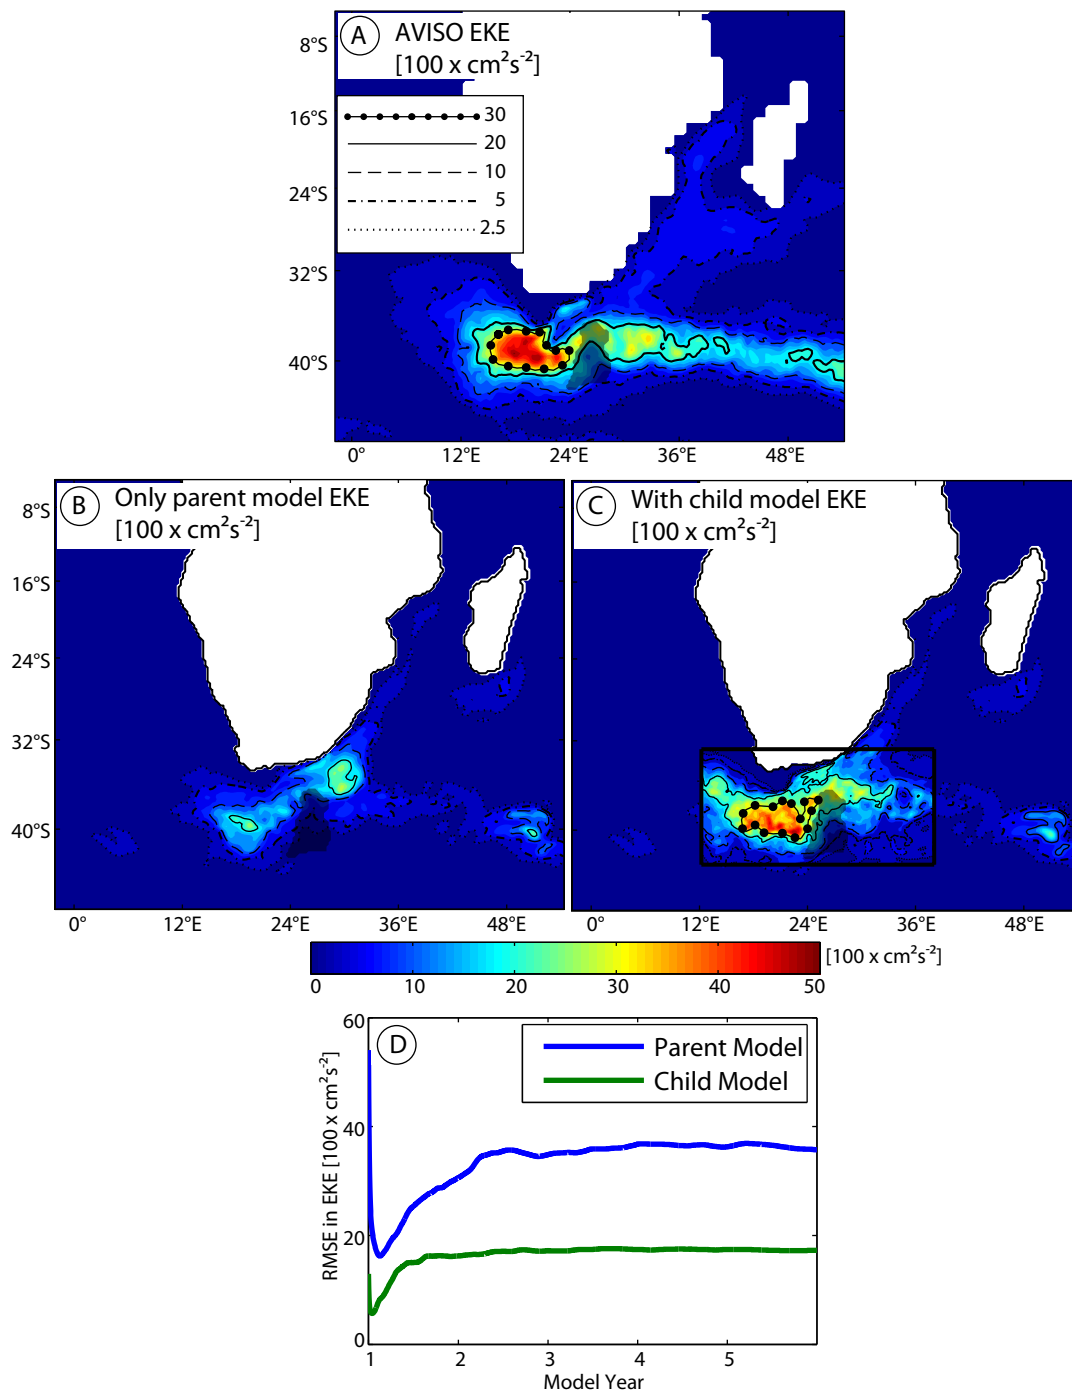 A AVISO EKE
[100 x cm²s⁻²]
30
20
10
5
2.5
8°S
16°S
24°S
32°S
40°S
0° 12°E 24°E 36°E 48°E
B Only parent model EKE
[100 x cm²s⁻²]
8°S
16°S
24°S
32°S
40°S
0° 12°E 24°E 36°E 48°E
C With child model EKE
[100 x cm²s⁻²]
0° 12°E 24°E 36°E 48°E
0 10 20 30 40 50
[100 x cm²s⁻²]
D
Parent Model
Child Model
RMSE in EKE [100 x cm²s⁻²]
60
40
20
0
1 2 3 4 5
Model Year